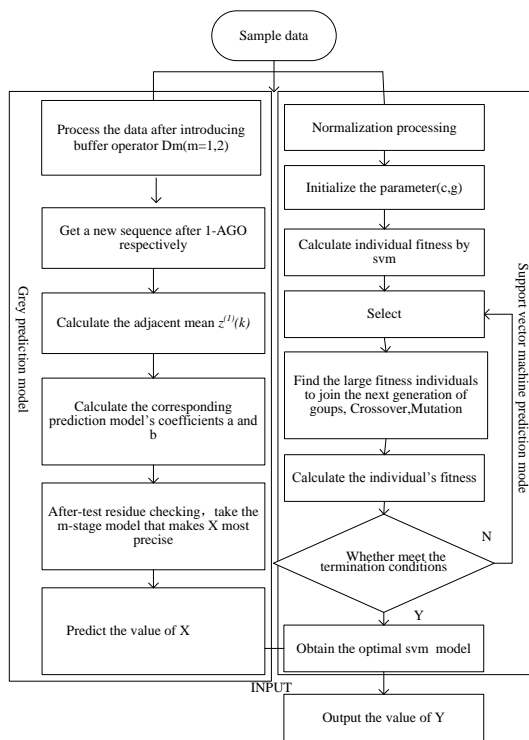 Sample data
Grey prediction model
Process the data after introducing
buffer operator Dm(m=1,2)
Get a new sequence after 1-AGO
respectively
Calculate the adjacent mean z⁽¹⁾(k)
Calculate the corresponding
prediction model's coefficients a and
b
After-test residue checking，take the
m-stage model that makes X most
precise
Predict the value of X
Support vector machine prediction mode
Normalization processing
Initialize the parameter(c,g)
Calculate individual fitness by
svm
Select
Find the large fitness individuals
to join the next generation of
goups, Crossover,Mutation
Calculate the individual's fitness
Whether meet the
termination conditions
N
Y
Obtain the optimal svm model
INPUT
Output the value of Y